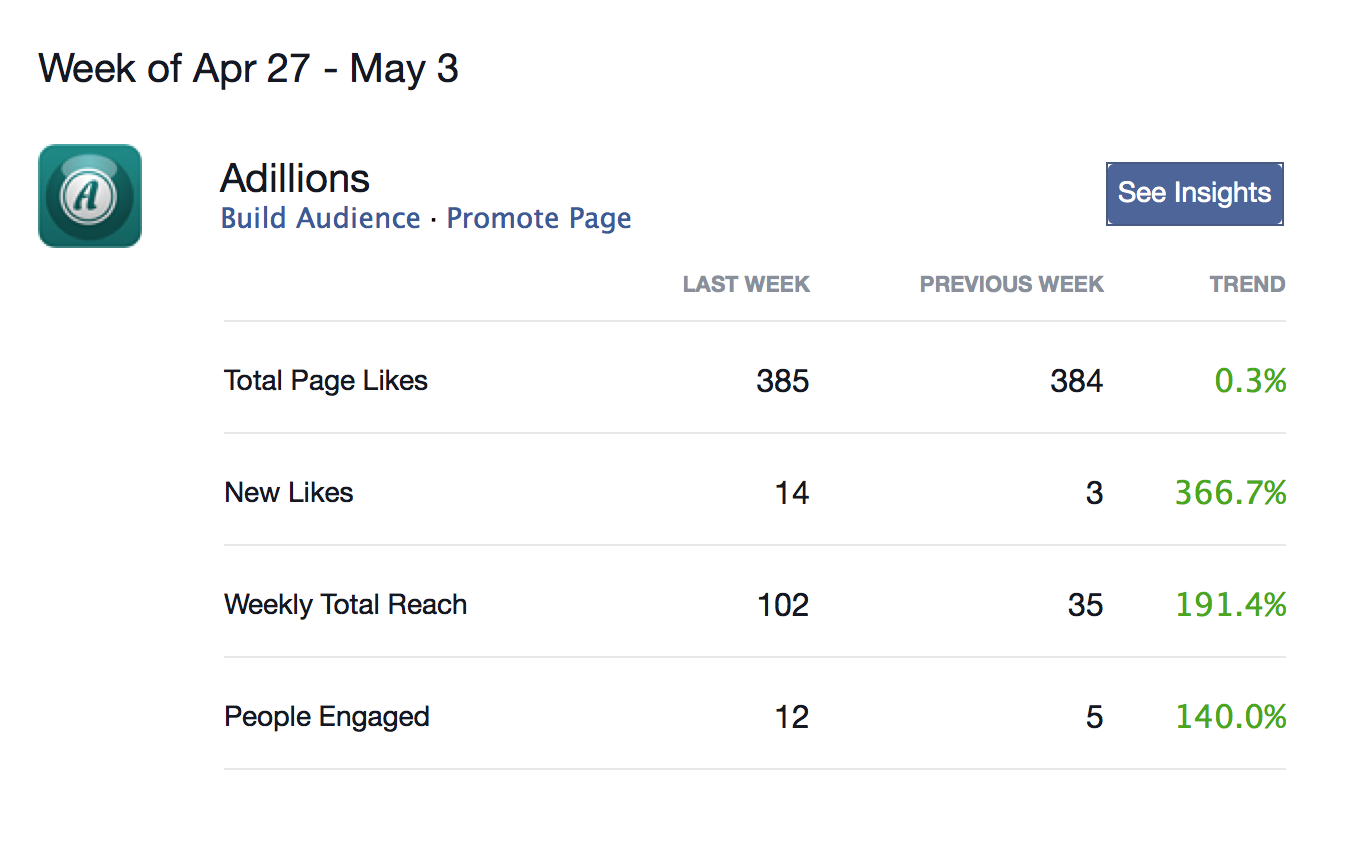 Week of Apr 27 - May 3
A
Adillions
Build Audience · Promote Page
See Insights
LAST WEEK PREVIOUS WEEK TREND
Total Page Likes 385 384 0.3%
New Likes 14 3 366.7%
Weekly Total Reach 102 35 191.4%
People Engaged 12 5 140.0%